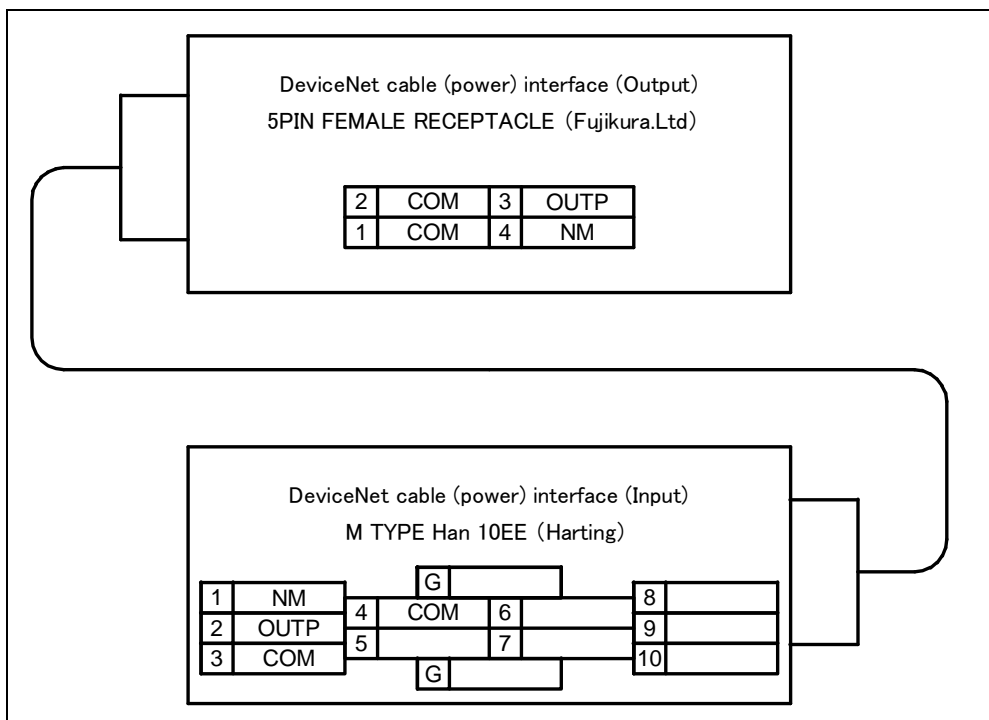 DeviceNet cable (power) interface (Output)
5PIN FEMALE RECEPTACLE (Fujikura.Ltd)
2 COM 3 OUTP
1 COM 4 NM
DeviceNet cable (power) interface (Input)
M TYPE Han 10EE (Harting)
G
1 NM
2 OUTP
3 COM
4 COM 6
5 7
8
9
10
G